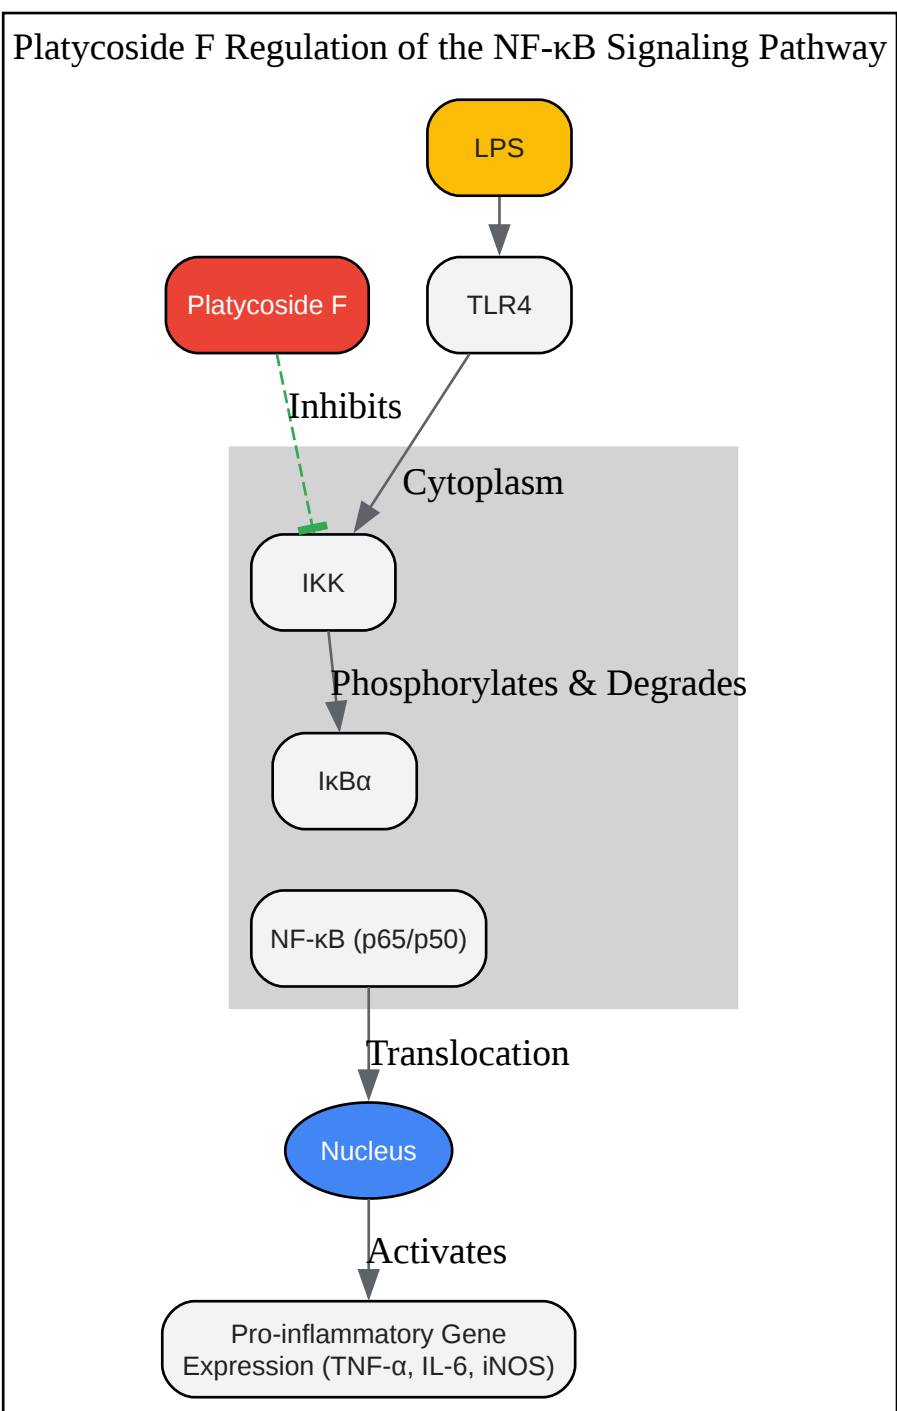 Platycoside F Regulation of the NF-κB Signaling Pathway
LPS
Platycoside F
TLR4
Inhibits
Cytoplasm
IKK
Phosphorylates & Degrades
IκBα
NF-κB (p65/p50)
Translocation
Nucleus
Activates
Pro-inflammatory Gene
Expression (TNF-α, IL-6, iNOS)